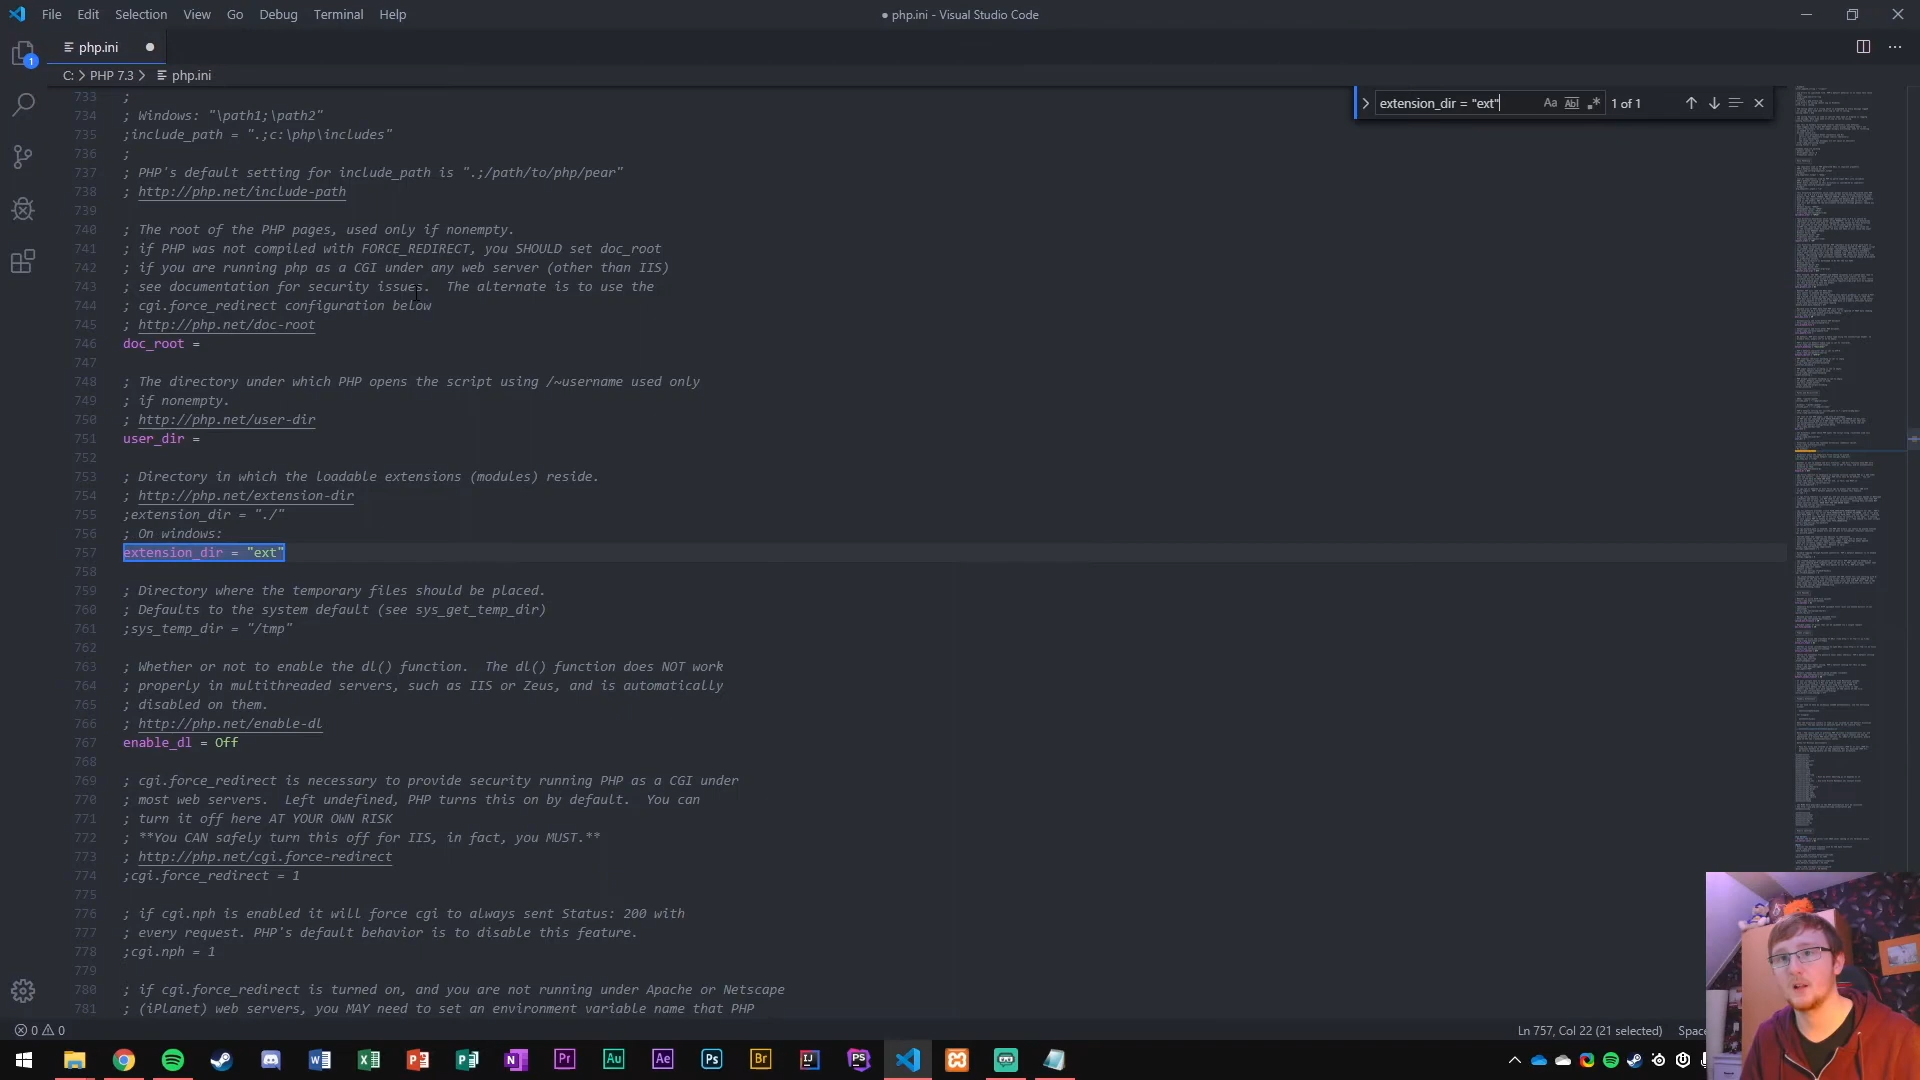 File Edit Selection View Go Debug Terminal Help
● php.ini - Visual Studio Code
php.ini
C: > PHP 7.3 > php.ini
extension_dir = "ext"
Aa Abl .* 1 of 1
733 ;
734 ; Windows: "\path1;\path2"
735 ;include_path = ".;c:\php\includes"
736 ;
737 ; PHP's default setting for include_path is ".;/path/to/php/pear"
738 ; http://php.net/include-path
739
740 ; The root of the PHP pages, used only if nonempty.
741 ; if PHP was not compiled with FORCE_REDIRECT, you SHOULD set doc_root
742 ; if you are running php as a CGI under any web server (other than IIS)
743 ; see documentation for security issues.  The alternate is to use the
744 ; cgi.force_redirect configuration below
745 ; http://php.net/doc-root
746 doc_root =
747
748 ; The directory under which PHP opens the script using /~username used only
749 ; if nonempty.
750 ; http://php.net/user-dir
751 user_dir =
752
753 ; Directory in which the loadable extensions (modules) reside.
754 ; http://php.net/extension-dir
755 ;extension_dir = "./"
756 ; On windows:
757 extension_dir = "ext"
758
759 ; Directory where the temporary files should be placed.
760 ; Defaults to the system default (see sys_get_temp_dir)
761 ;sys_temp_dir = "/tmp"
762
763 ; Whether or not to enable the dl() function.  The dl() function does NOT work
764 ; properly in multithreaded servers, such as IIS or Zeus, and is automatically
765 ; disabled on them.
766 ; http://php.net/enable-dl
767 enable_dl = Off
768
769 ; cgi.force_redirect is necessary to provide security running PHP as a CGI under
770 ; most web servers.  Left undefined, PHP turns this on by default.  You can
771 ; turn it off here AT YOUR OWN RISK
772 ; **You CAN safely turn this off for IIS, in fact, you MUST.**
773 ; http://php.net/cgi.force-redirect
774 ;cgi.force_redirect = 1
775
776 ; if cgi.nph is enabled it will force cgi to always sent Status: 200 with
777 ; every request. PHP's default behavior is to disable this feature.
778 ;cgi.nph = 1
779
780 ; if cgi.force_redirect is turned on, and you are not running under Apache or Netscape
781 ; (iPlanet) web servers, you MAY need to set an environment variable name that PHP
1
0 0
Ln 757, Col 22 (21 selected) Spac
Pr Au Ae Ps Br IJ PS